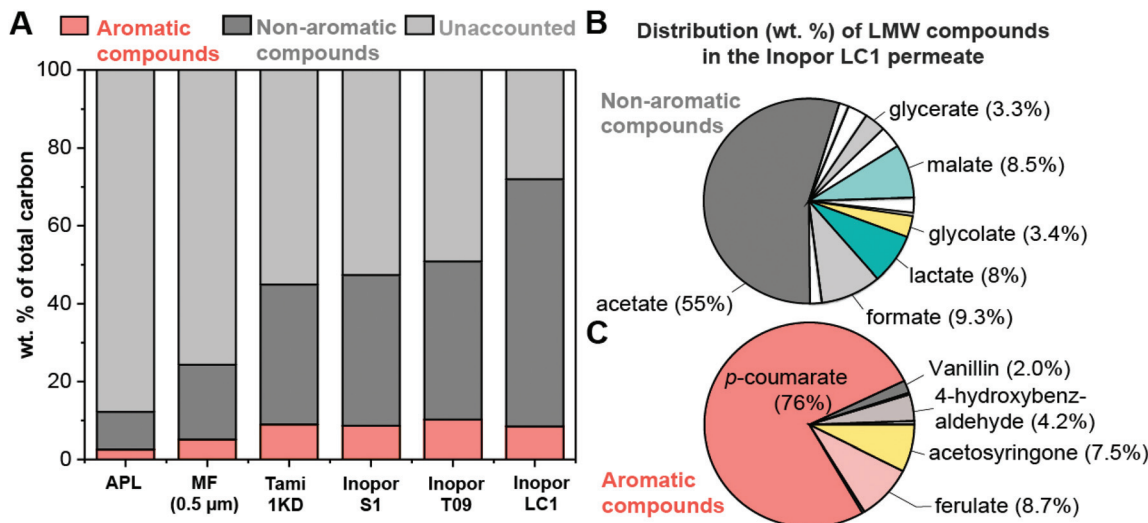 A
Aromatic
compounds
Non-aromatic
compounds
Unaccounted
wt. % of total carbon
100
80
60
40
20
0
APL
MF
(0.5 µm)
Tami
1KD
Inopor
S1
Inopor
T09
Inopor
LC1
B
Distribution (wt. %) of LMW compounds
in the Inopor LC1 permeate
Non-aromatic
compounds
glycerate (3.3%)
malate (8.5%)
glycolate (3.4%)
lactate (8%)
formate (9.3%)
acetate (55%)
C
p-coumarate
(76%)
Vanillin (2.0%)
4-hydroxybenz-
aldehyde (4.2%)
acetosyringone (7.5%)
ferulate (8.7%)
Aromatic
compounds